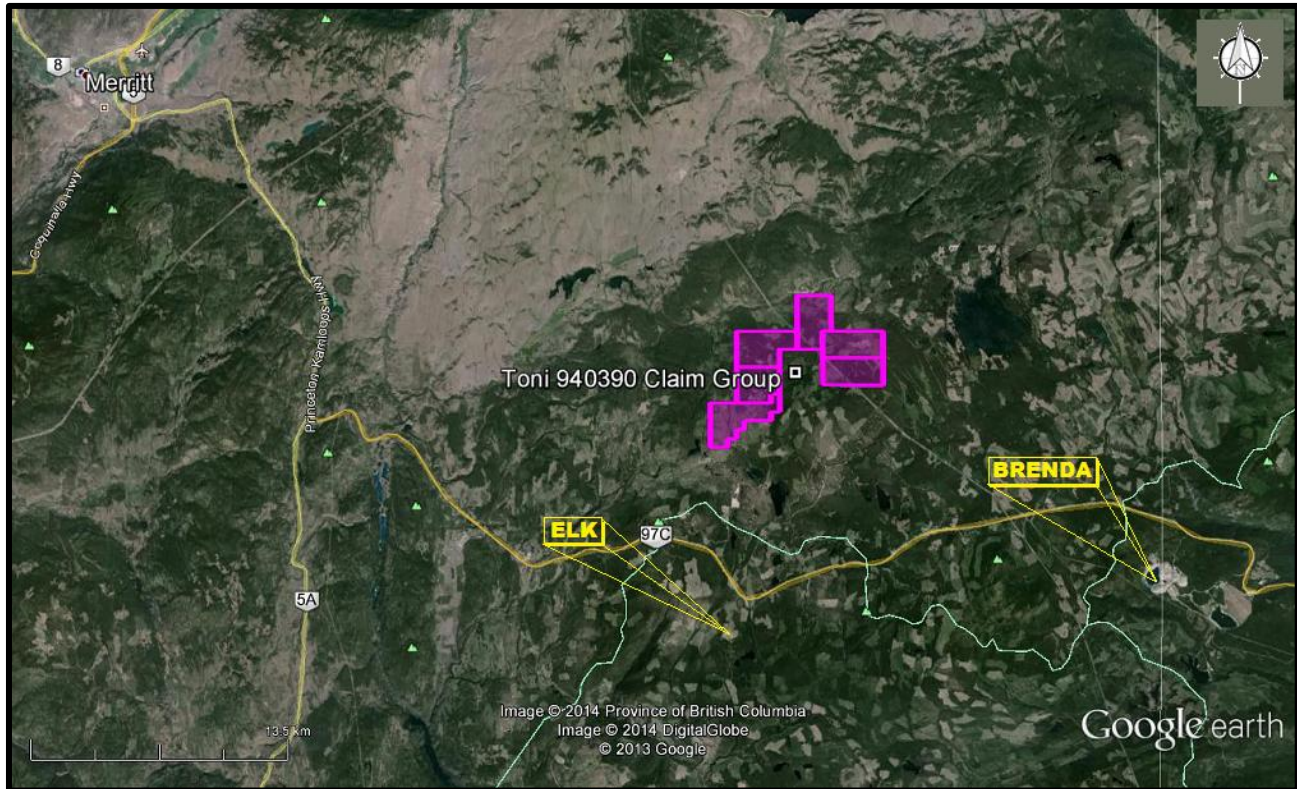 8
Merritt
5
Coquihalla Hwy
Princeton Kamloops Hwy
Toni 940390 Claim Group
BRENDA
ELK
97C
5A
13.5 km
Image © 2014 Province of British Columbia
Image © 2014 DigitalGlobe
© 2013 Google
Google earth